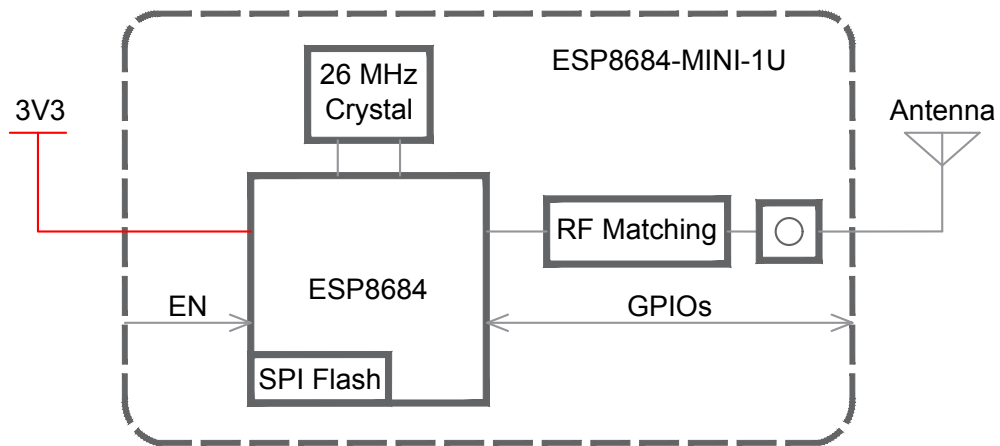 ESP8684-MINI-1U
26 MHz
Crystal
3V3
Antenna
RF Matching
ESP8684
EN
GPIOs
SPI Flash